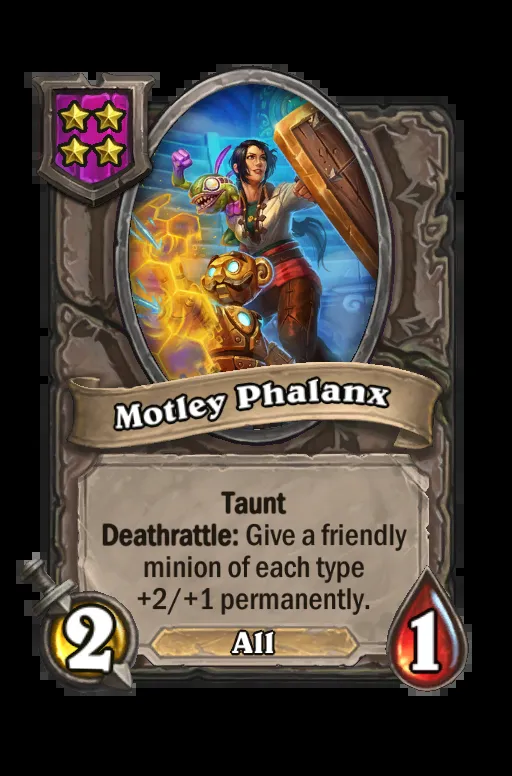 Motley Phalanx
Taunt
Deathrattle: Give a friendly
minion of each type
+2/+1 permanently.
2
All
1